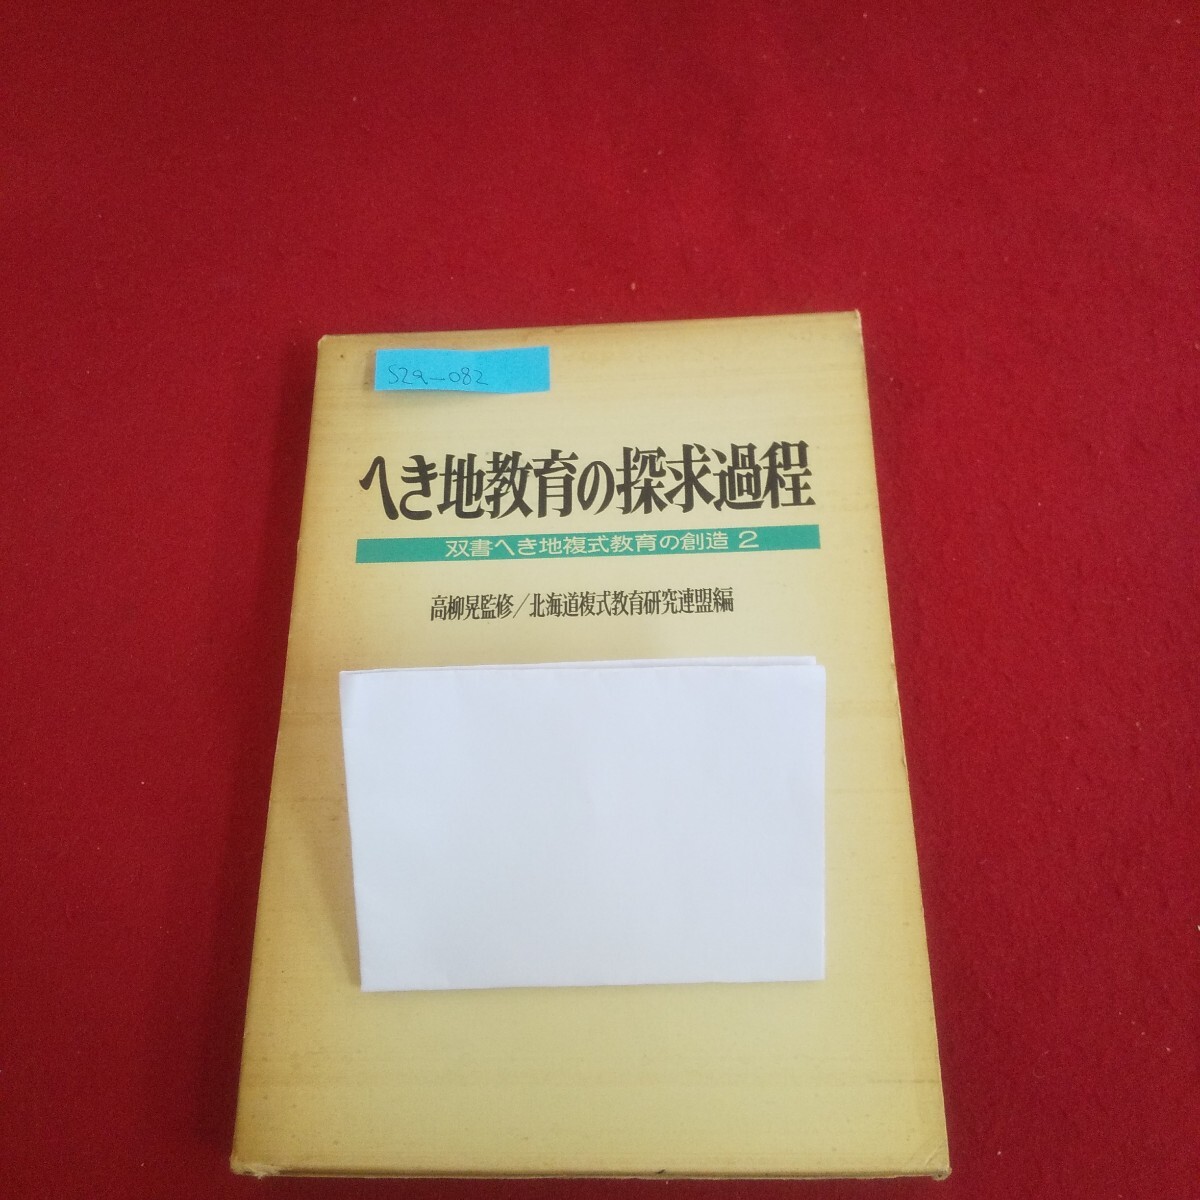 S2a-082
へき地教育の探求過程
双書へき地複式教育の創造 2
高柳晃監修/北海道複式教育研究連盟編